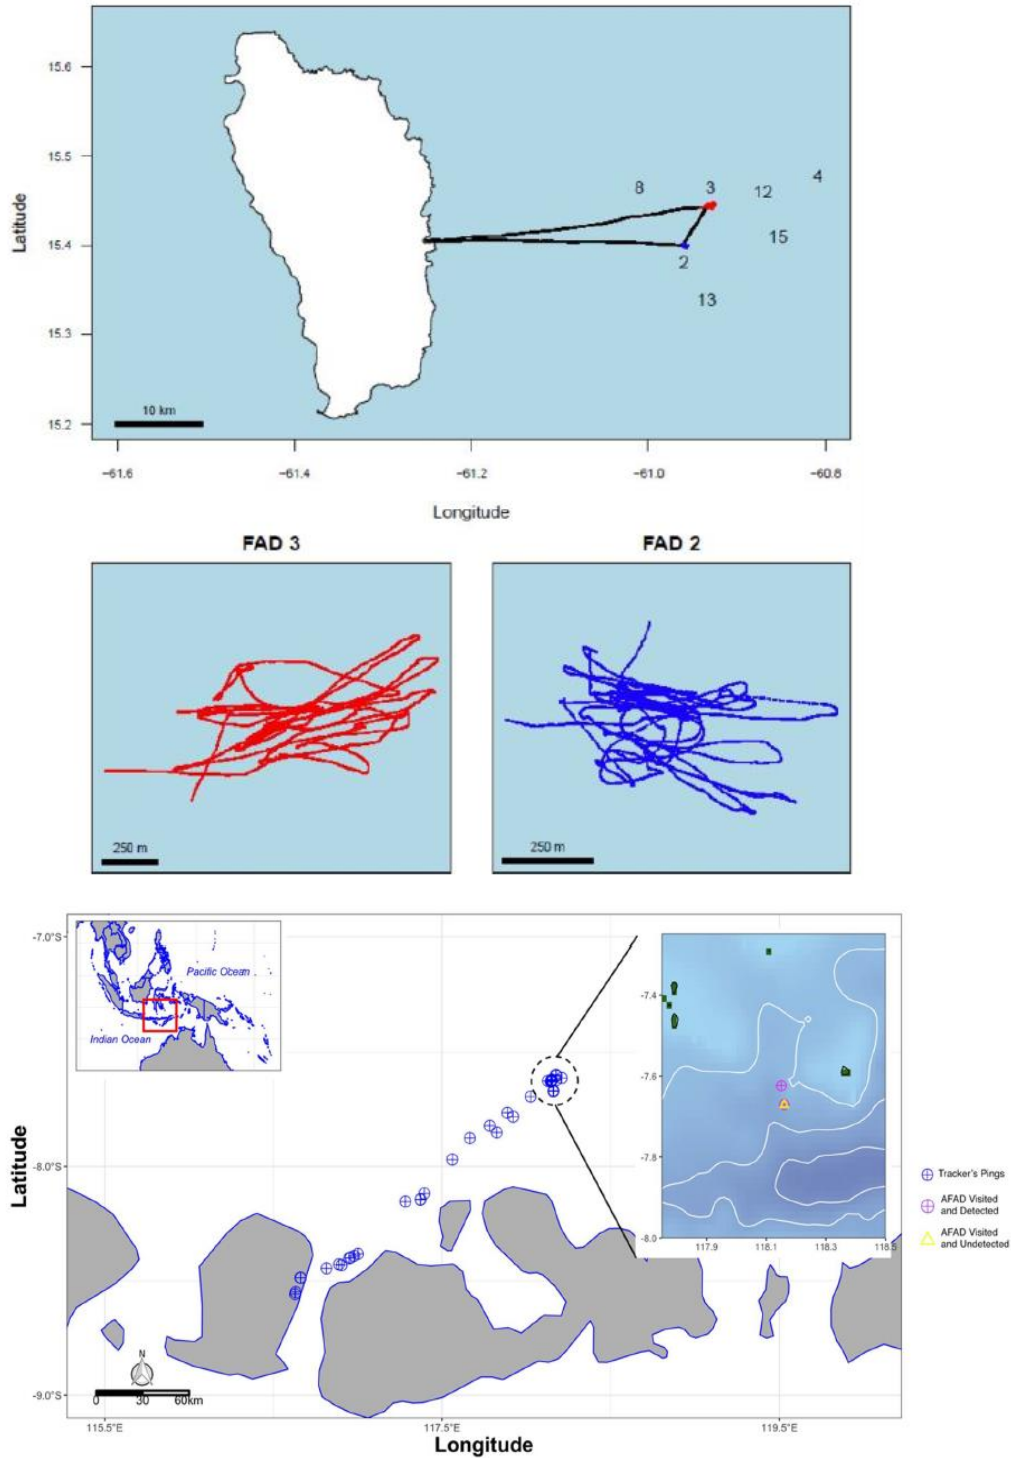 Latitude
15.6
15.5
15.4
15.3
15.2
8
3
12
4
15
2
13
10 km
−61.6
−61.4
−61.2
−61.0
−60.8
Longitude
FAD 3
FAD 2
250 m
250 m
Latitude
-7.0°S
-8.0°S
-9.0°S
Pacific Ocean
Indian Ocean
-7.4
-7.6
-7.8
-8.0
117.9
118.1
118.3
118.5
Tracker's Pings
AFAD Visited
and Detected
AFAD Visited
and Undetected
N
0
30
60km
115.5°E
117.5°E
119.5°E
Longitude